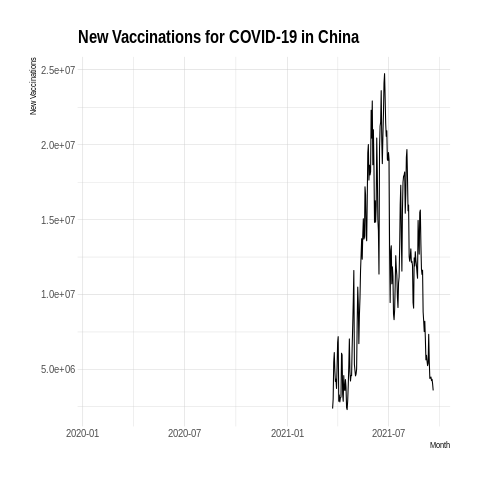 New Vaccinations for COVID-19 in China
New Vaccinations
2.5e+07
2.0e+07
1.5e+07
1.0e+07
5.0e+06
2020-01 2020-07 2021-01 2021-07
Month